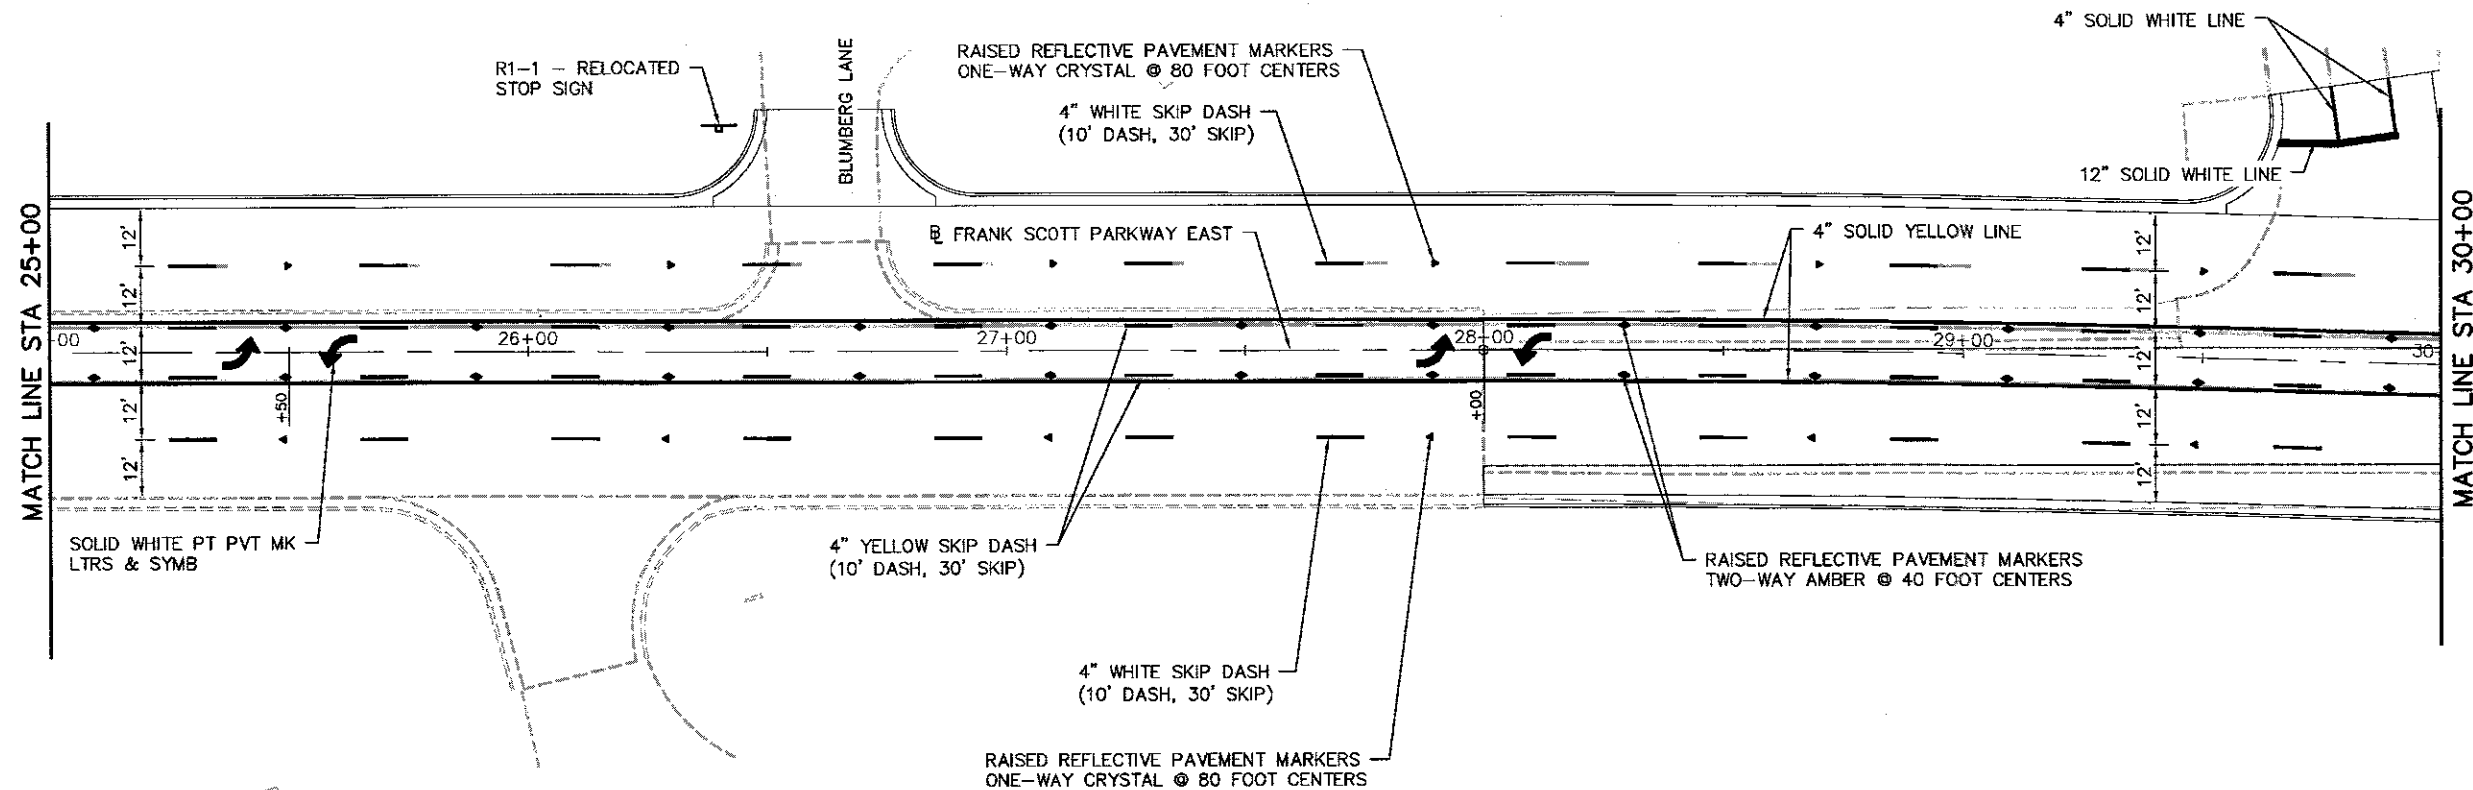 4" SOLID WHITE LINE
RAISED REFLECTIVE PAVEMENT MARKERS
ONE-WAY CRYSTAL @ 80 FOOT CENTERS
R1-1 - RELOCATED
STOP SIGN
BLUMBERG LANE
4" WHITE SKIP DASH
(10' DASH, 30' SKIP)
12" SOLID WHITE LINE
MATCH LINE STA 25+00
MATCH LINE STA 30+00
12'
12'
12'
12'
12'
℄ FRANK SCOTT PARKWAY EAST
4" SOLID YELLOW LINE
12'
12'
12'
12'
12'
00
26+00
27+00
28+00
29+00
30
+50
+00
SOLID WHITE PT PVT MK
LTRS & SYMB
4" YELLOW SKIP DASH
(10' DASH, 30' SKIP)
RAISED REFLECTIVE PAVEMENT MARKERS
TWO-WAY AMBER @ 40 FOOT CENTERS
4" WHITE SKIP DASH
(10' DASH, 30' SKIP)
RAISED REFLECTIVE PAVEMENT MARKERS
ONE-WAY CRYSTAL @ 80 FOOT CENTERS